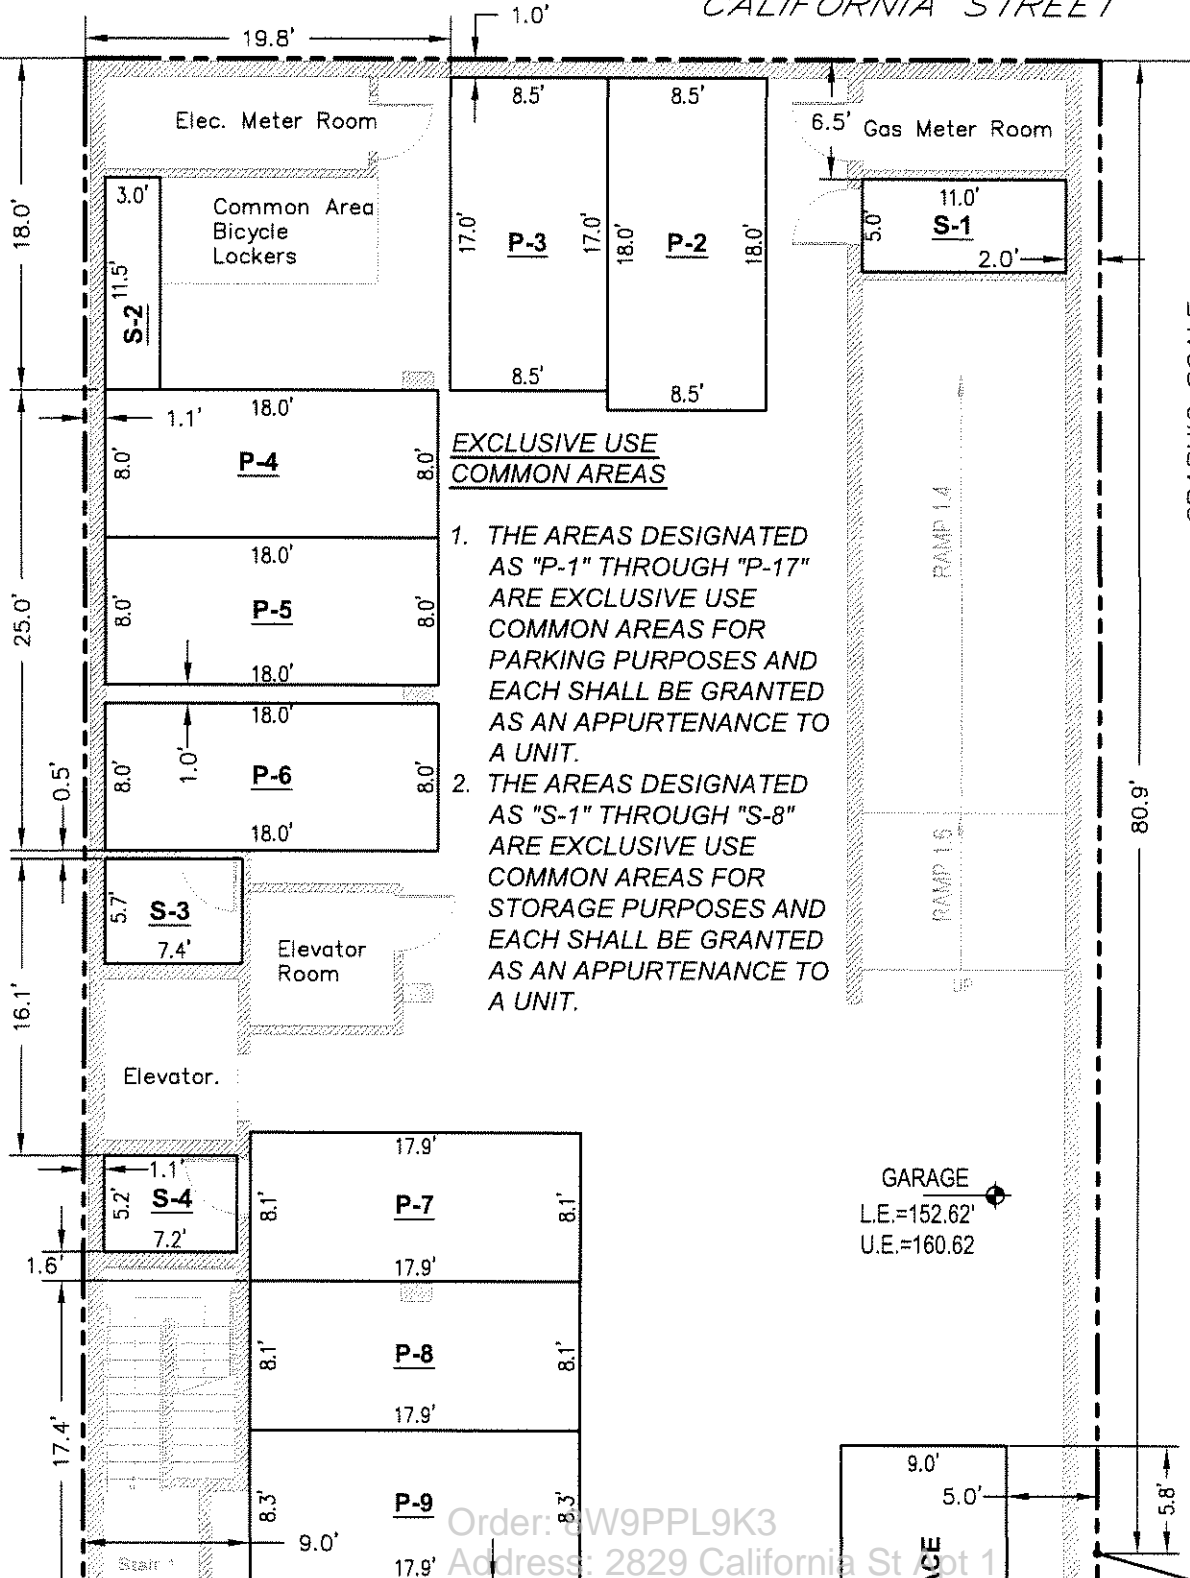 CALIFORNIA STREET
1.0'
19.8'
8.5'
8.5'
Elec. Meter Room
6.5'
Gas Meter Room
18.0'
3.0'
Common Area
Bicycle
Lockers
11.5'
S-2
17.0'
P-3
17.0'
18.0'
P-2
18.0'
11.0'
5.0'
S-1
2.0'
8.5'
8.5'
1.1'
18.0'
8.0'
P-4
8.0'
EXCLUSIVE USE
COMMON AREAS
1. THE AREAS DESIGNATED
AS "P-1" THROUGH "P-17"
ARE EXCLUSIVE USE
COMMON AREAS FOR
PARKING PURPOSES AND
EACH SHALL BE GRANTED
AS AN APPURTENANCE TO
A UNIT.
2. THE AREAS DESIGNATED
AS "S-1" THROUGH "S-8"
ARE EXCLUSIVE USE
COMMON AREAS FOR
STORAGE PURPOSES AND
EACH SHALL BE GRANTED
AS AN APPURTENANCE TO
A UNIT.
RAMP 14
25.0'
18.0'
8.0'
P-5
8.0'
18.0'
18.0'
1.0'
8.0'
P-6
8.0'
18.0'
0.5'
80.9'
RAMP 15
UP
5.7'
S-3
7.4'
Elevator
Room
16.1'
Elevator.
1.1'
5.2'
S-4
7.2'
1.6'
17.9'
8.1'
P-7
8.1'
17.9'
GARAGE
L.E.=152.62'
U.E.=160.62
8.1'
P-8
8.1'
17.9'
17.4'
8.3'
P-9
8.3'
17.9'
9.0'
Stair 1
9.0'
5.0'
5.8'
Order: 8W9PPL9K3
Address: 2829 California St Apt 1